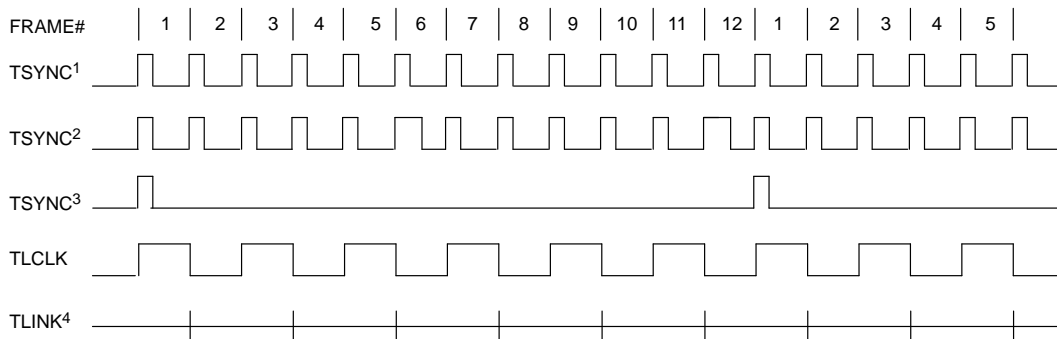 FRAME# 1 2 3 4 5 6 7 8 9 10 11 12 1 2 3 4 5
TSYNC1
TSYNC2
TSYNC3
TLCLK
TLINK4